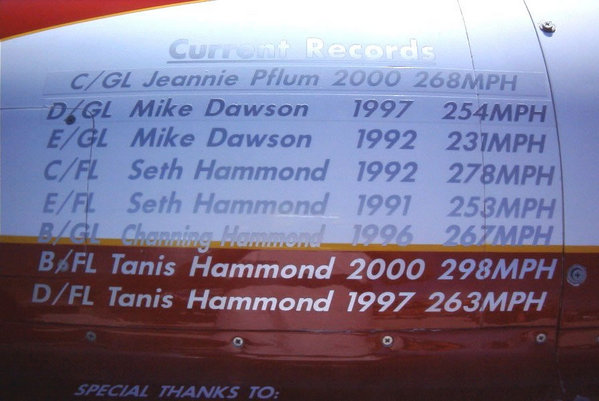 Current Records
C/GL Jeannie Pflum 2000 268MPH
D/GL Mike Dawson 1997 254MPH
E/GL Mike Dawson 1992 231MPH
C/FL Seth Hammond 1992 278MPH
E/FL Seth Hammond 1991 253MPH
B/GL Channing Hammond 1996 267MPH
B/FL Tanis Hammond 2000 298MPH
D/FL Tanis Hammond 1997 263MPH
SPECIAL THANKS TO: